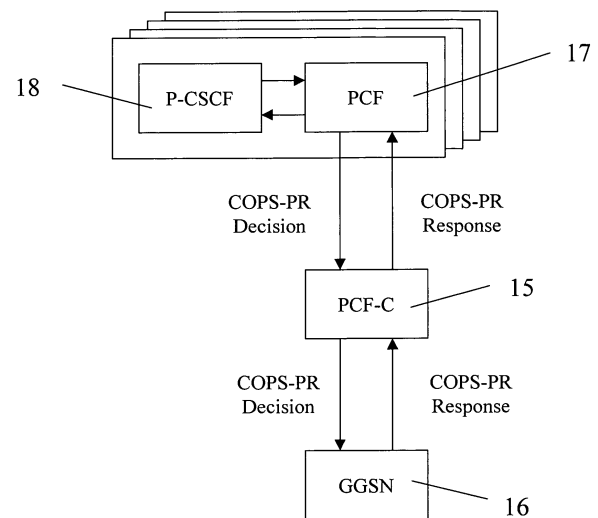 17
18
P-CSCF
PCF
COPS-PR
Decision
COPS-PR
Response
PCF-C
15
COPS-PR
Decision
COPS-PR
Response
GGSN
16